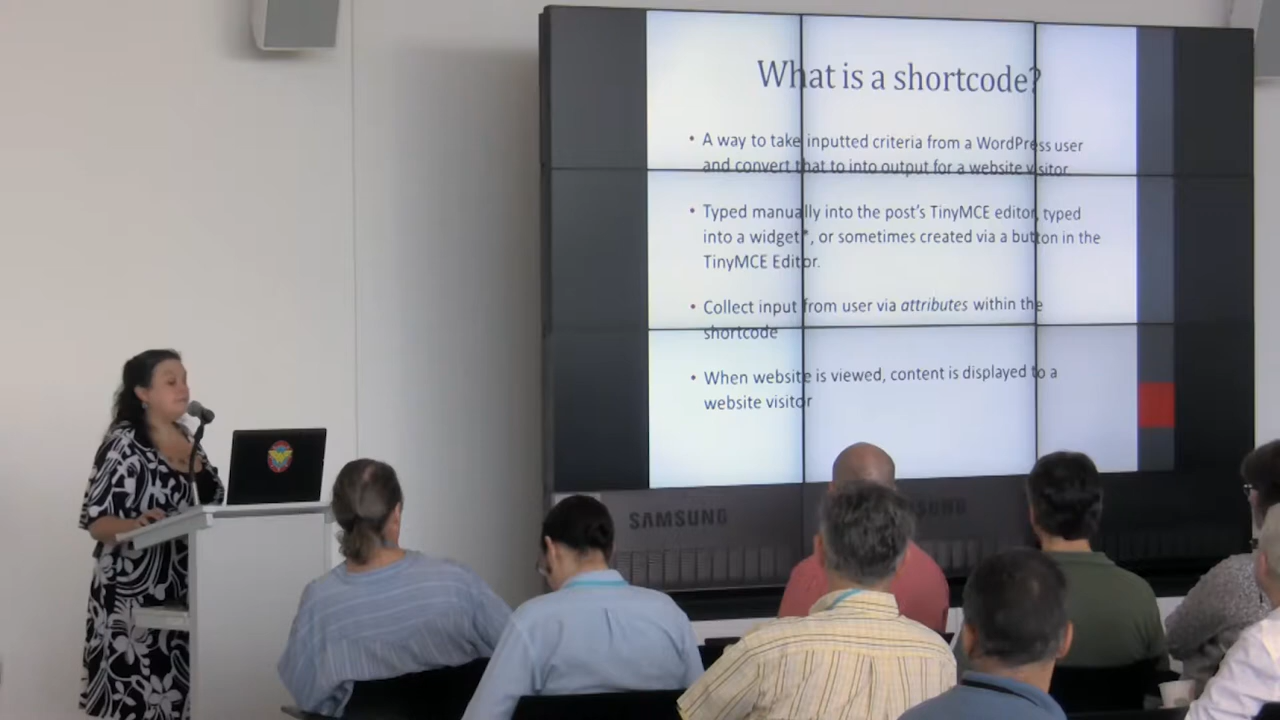 What is a shortcode?
• A way to take inputted criteria from a WordPress user
and convert that to into output for a website visitor
• Typed manually into the post's TinyMCE editor, typed
into a widget*, or sometimes created via a button in the
TinyMCE Editor.
• Collect input from user via attributes within the
shortcode
• When website is viewed, content is displayed to a
website visitor
SAMSUNG
SAMSUNG